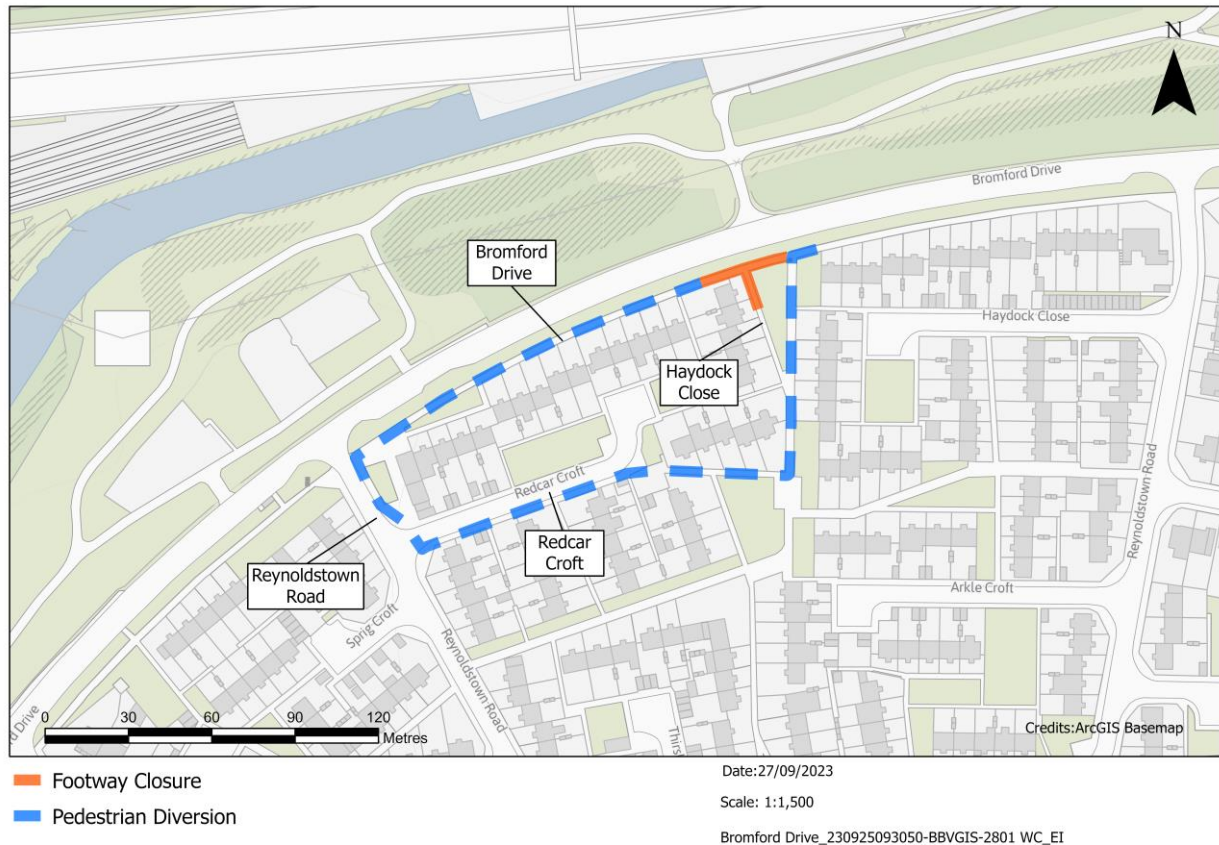 N
Bromford Drive
Bromford
Drive
Haydock Close
Haydock
Close
Reynoldstown Road
Redcar Croft
Redcar
Croft
Reynoldstown
Road
Arkle Croft
Sprig Croft
Reynoldstown Road
Drive
0 30 60 90 120
Metres
Credits:ArcGIS Basemap
Footway Closure
Pedestrian Diversion
Date:27/09/2023
Scale: 1:1,500
Bromford Drive_230925093050-BBVGIS-2801 WC_EI